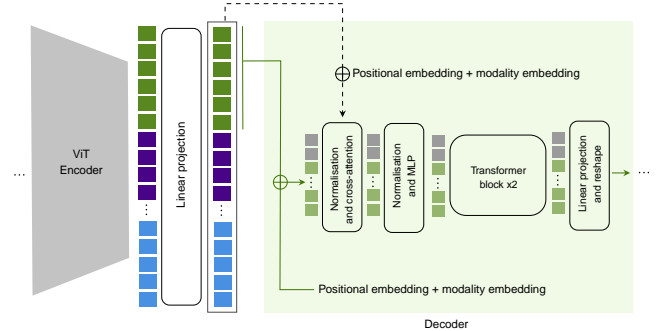 Positional embedding + modality embedding
ViT
Encoder
...
Linear projection
...
...
...
Normalisation
and cross-attention
...
Normalisation
and MLP
...
Transformer
block x2
...
Linear projection
and reshape
...
Positional embedding + modality embedding
Decoder